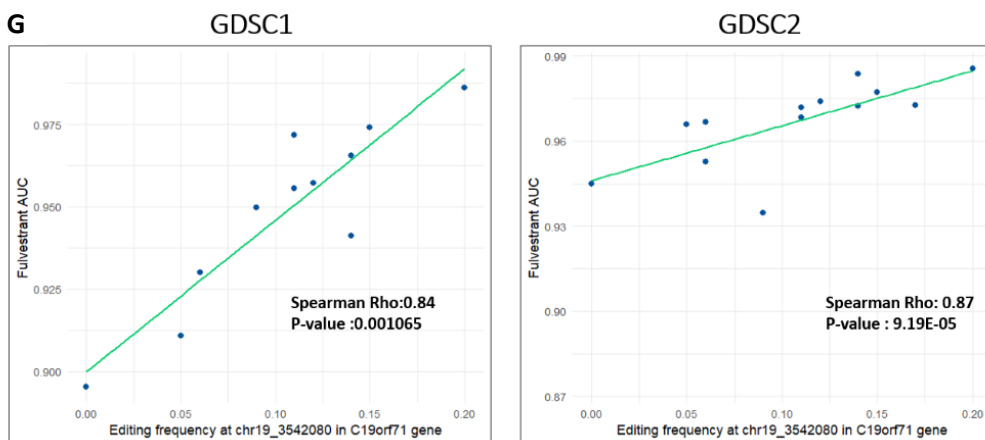 G
GDSC1
Fulvestrant AUC
0.975
0.950
0.925
0.900
Spearman Rho:0.84
P-value :0.001065
0.00 0.05 0.10 0.15 0.20
Editing frequency at chr19_3542080 in C19orf71 gene
GDSC2
Fulvestrant AUC
0.99
0.96
0.93
0.90
0.87
Spearman Rho: 0.87
P-value : 9.19E-05
0.00 0.05 0.10 0.15 0.20
Editing frequency at chr19_3542080 in C19orf71 gene